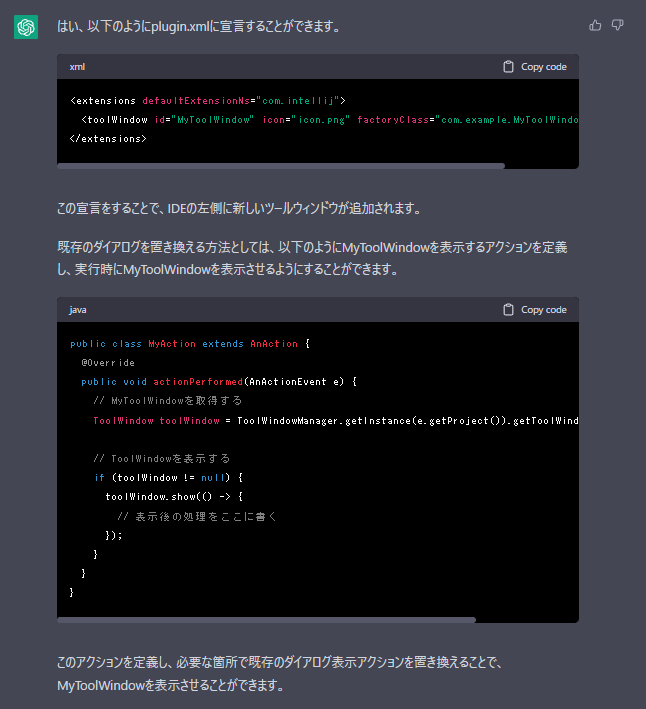 はい、以下のようにplugin.xmlに宣言することができます。
xml
Copy code
<extensions defaultExtensionNs="com.intellij">
<toolWindow id="MyToolWindow" icon="icon.png" factoryClass="com.example.MyToolWindo
</extensions>
この宣言をすることで、IDEの左側に新しいツールウィンドウが追加されます。
既存のダイアログを置き換える方法としては、以下のようにMyToolWindowを表示するアクションを定義
し、実行時にMyToolWindowを表示させるようにすることができます。
java
Copy code
public class MyAction extends AnAction {
@Override
public void actionPerformed(AnActionEvent e) {
// MyToolWindowを取得する
ToolWindow toolWindow = ToolWindowManager.getInstance(e.getProject()).getToolWind
// ToolWindowを表示する
if (toolWindow != null) {
toolWindow.show(() -> {
// 表示後の処理をここに書く
});
}
}
}
このアクションを定義し、必要な箇所で既存のダイアログ表示アクションを置き換えることで、
MyToolWindowを表示させることができます。